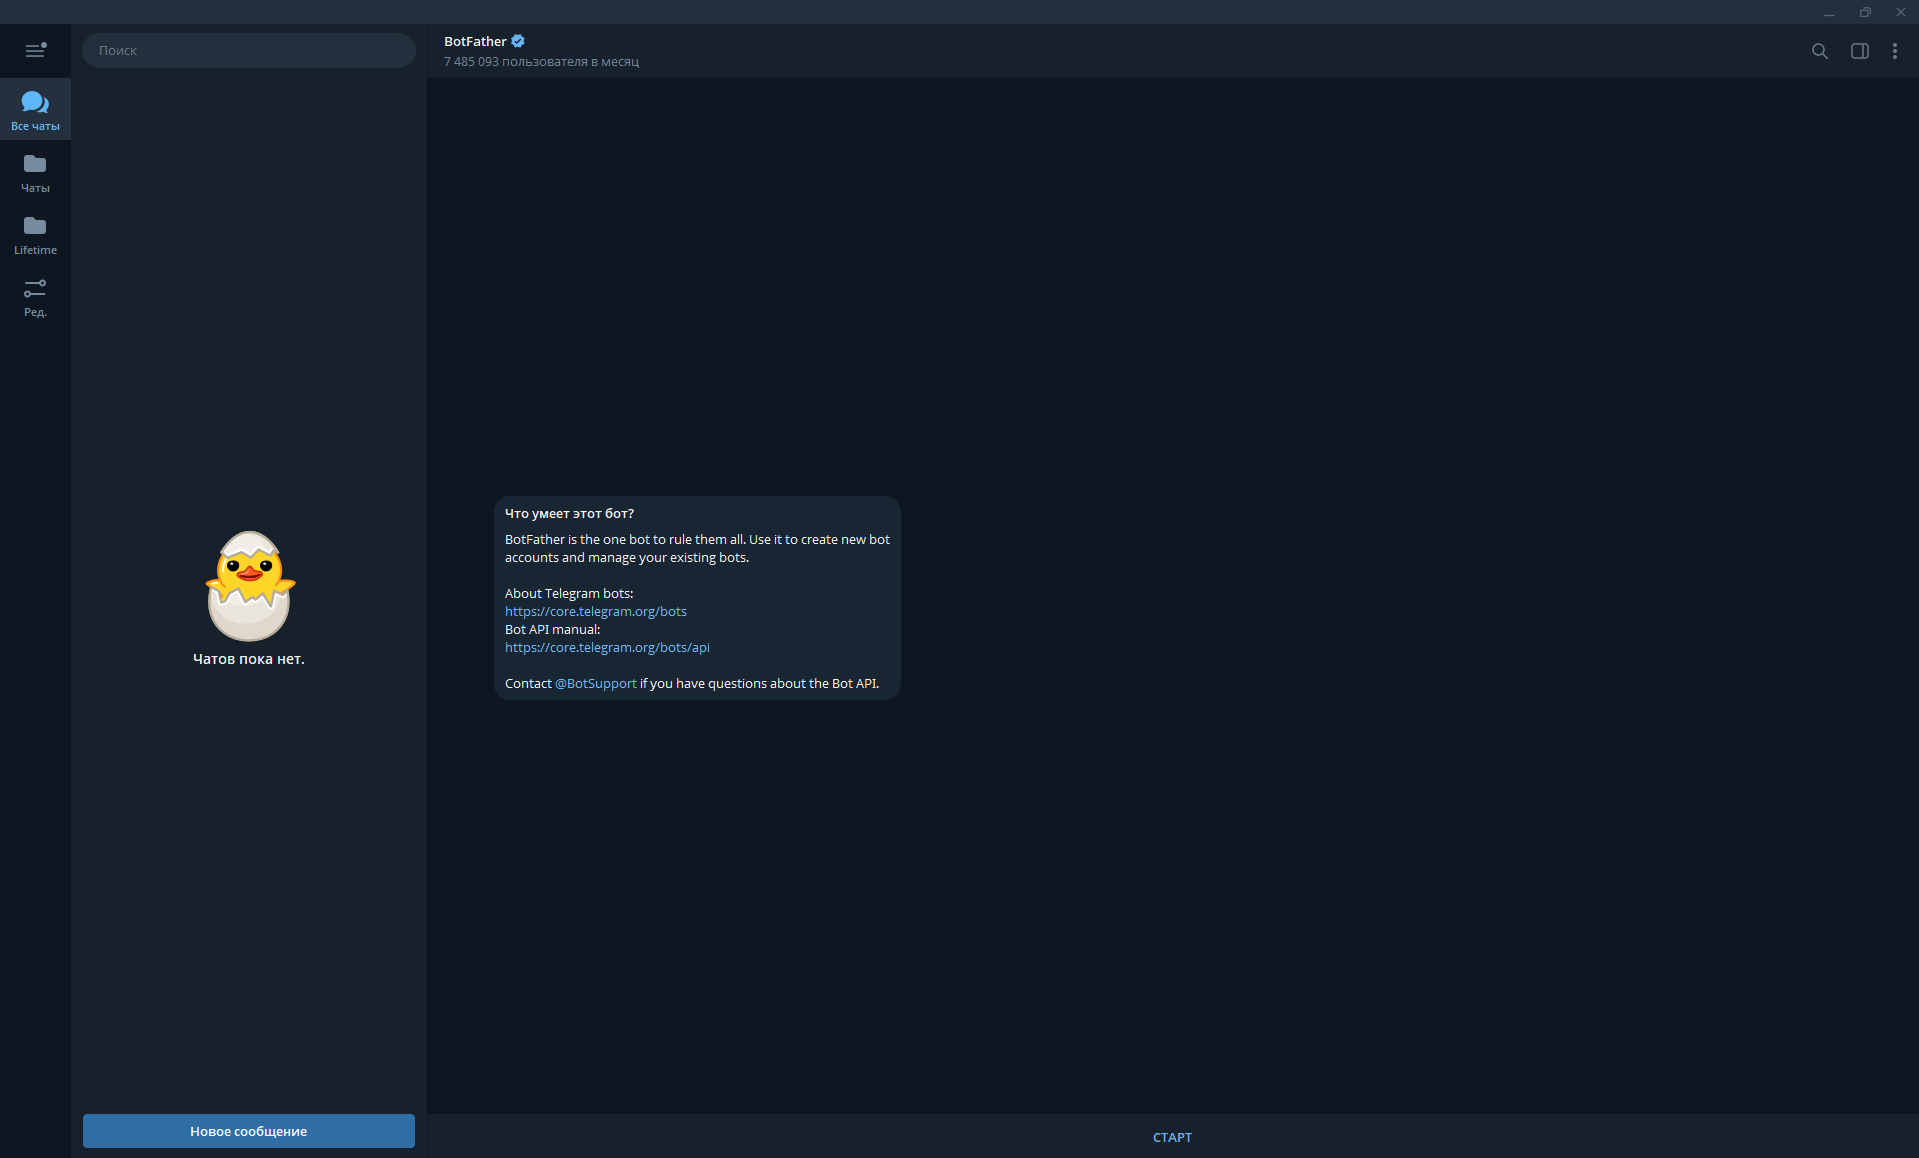 Поиск
Все чаты
Чаты
Lifetime
Ред.
Чатов пока нет.
Новое сообщение
BotFather
7 485 093 пользователя в месяц
Что умеет этот бот?
BotFather is the one bot to rule them all. Use it to create new bot
accounts and manage your existing bots.
About Telegram bots:
https://core.telegram.org/bots
Bot API manual:
https://core.telegram.org/bots/api
Contact @BotSupport if you have questions about the Bot API.
СТАРТ